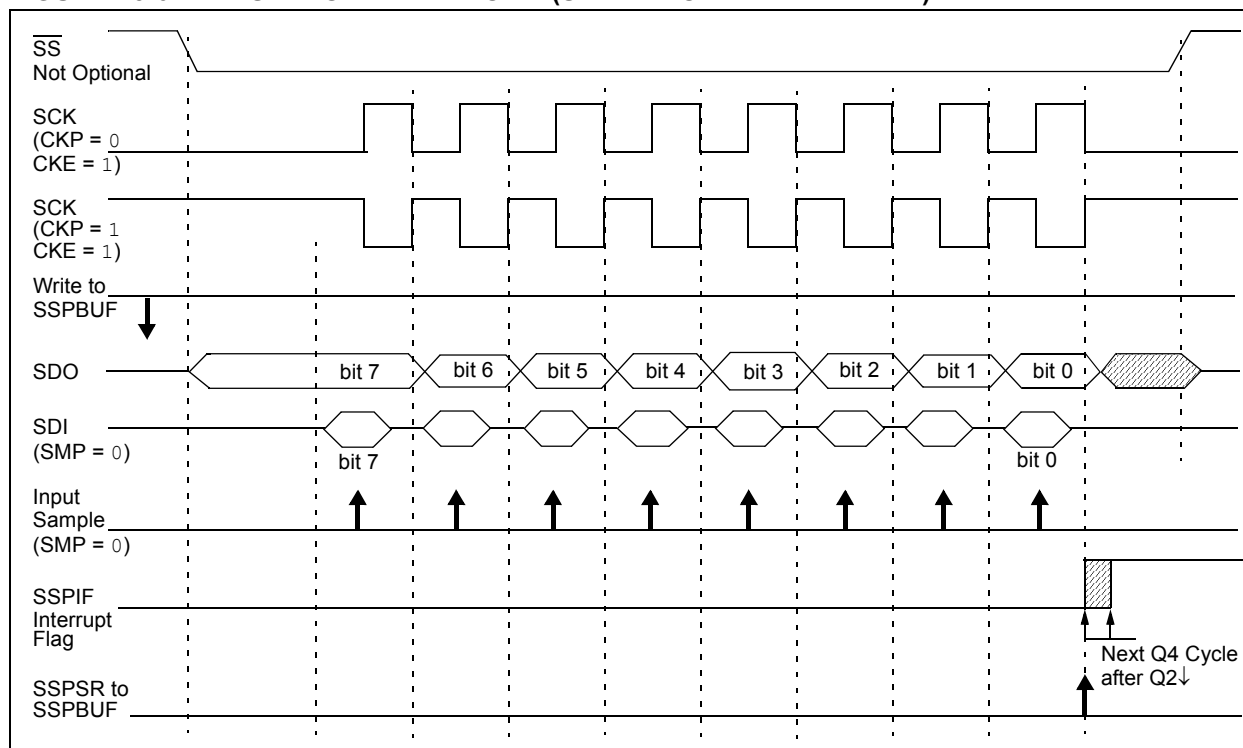 SS
Not Optional
SCK
(CKP = 0
CKE = 1)
SCK
(CKP = 1
CKE = 1)
Write to
SSPBUF
SDO
bit 7 bit 6 bit 5 bit 4 bit 3 bit 2 bit 1 bit 0
SDI
(SMP = 0)
bit 7 bit 0
Input
Sample
(SMP = 0)
SSPIF
Interrupt
Flag
Next Q4 Cycle
after Q2↓
SSPSR to
SSPBUF